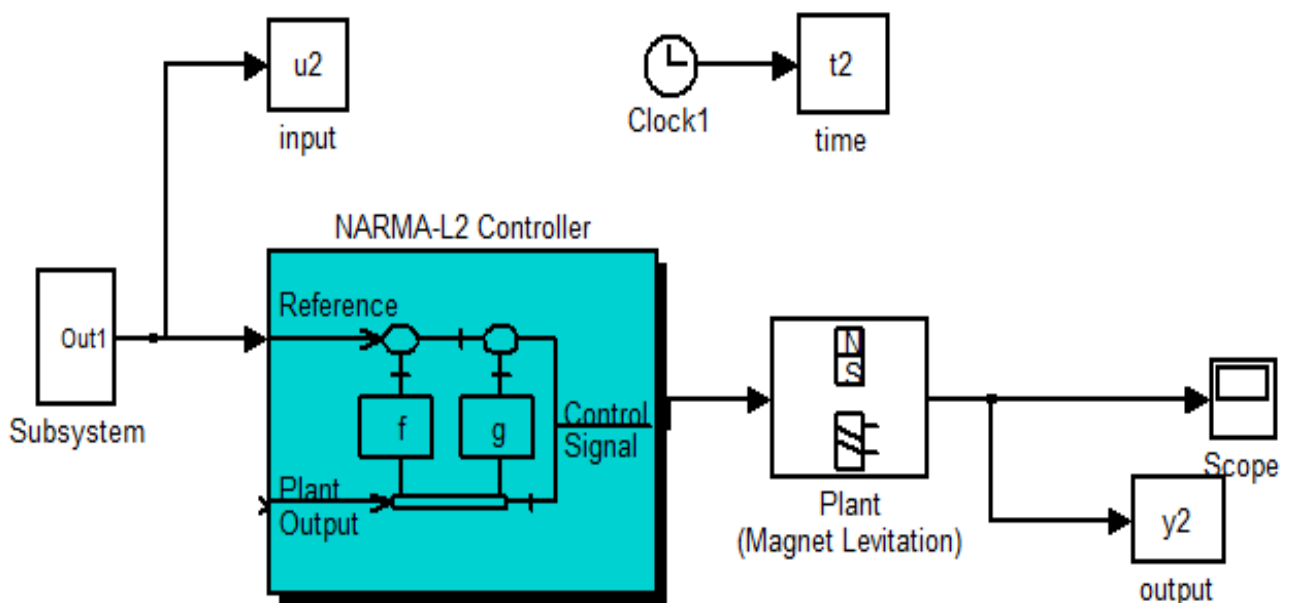 u2
input
t2
Clock1
time
NARMA-L2 Controller
Reference
Out1
Subsystem
f
g
Control
Signal
Plant
Output
N
S
Plant
(Magnet Levitation)
Scope
y2
output